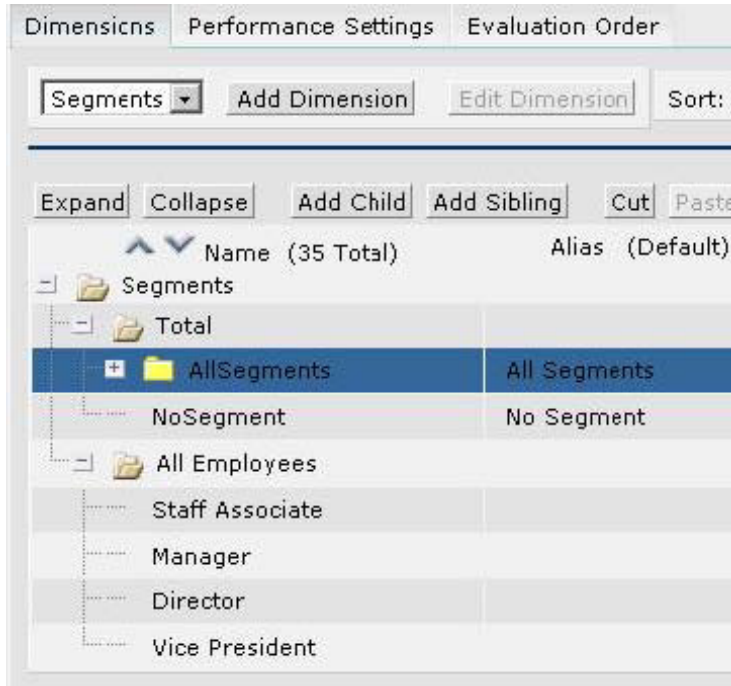 Dimensions Performance Settings Evaluation Order
Segments Add Dimension Edit Dimension Sort:
Expand Collapse Add Child Add Sibling Cut Paste
Name (35 Total) Alias (Default)
Segments
Total
AllSegments All Segments
NoSegment No Segment
All Employees
Staff Associate
Manager
Director
Vice President